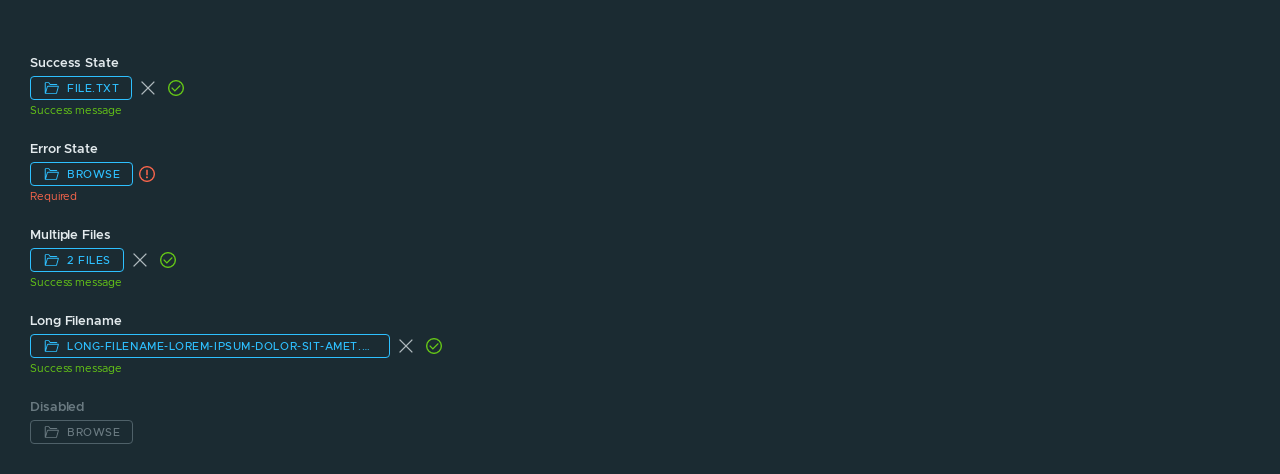 Success State
FILE.TXT
Success message
Error State
BROWSE
Required
Multiple Files
2 FILES
Success message
Long Filename
LONG-FILENAME-LOREM-IPSUM-DOLOR-SIT-AMET....
Success message
Disabled
BROWSE